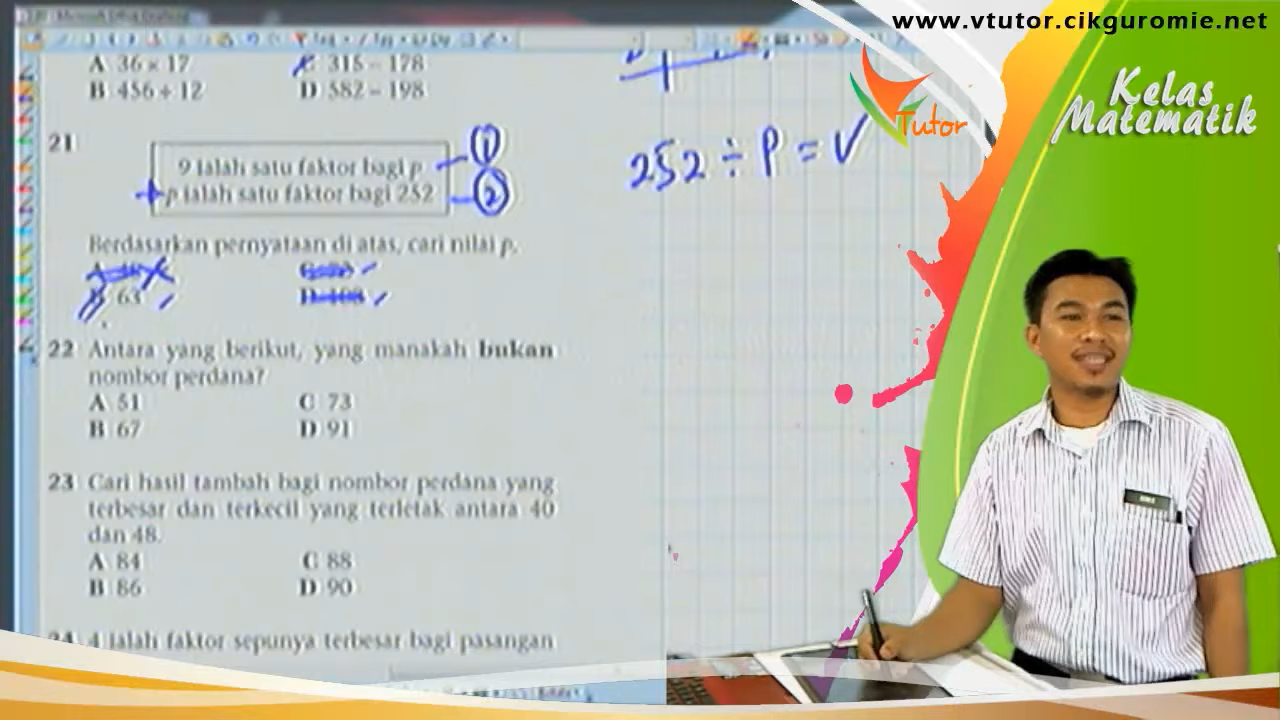 www.vtutor.cikguromie.net
Kelas
Matematik
Tutor
A 36 × 17 C 315 − 178
B 456 ÷ 12 D 582 − 198
252 ÷ P = √
21
9 ialah satu faktor bagi p
1
p ialah satu faktor bagi 252
2
Berdasarkan pernyataan di atas, cari nilai p.
B 63
22 Antara yang berikut, yang manakah bukan
nombor perdana?
A 51 C 73
B 67 D 91
23 Cari hasil tambah bagi nombor perdana yang
terbesar dan terkecil yang terletak antara 40
dan 48.
A 84 C 88
B 86 D 90
24 4 ialah faktor sepunya terbesar bagi pasangan